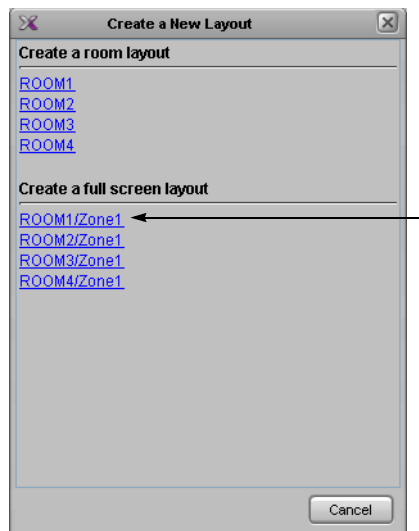 Create a New Layout
Create a room layout
ROOM1
ROOM2
ROOM3
ROOM4
Create a full screen layout
ROOM1/Zone1
ROOM2/Zone1
ROOM3/Zone1
ROOM4/Zone1
Cancel